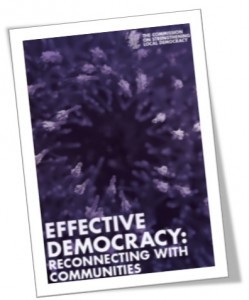 THE COMMISSION
ON STRENGTHENING
LOCAL DEMOCRACY
EFFECTIVE
DEMOCRACY:
RECONNECTING WITH
COMMUNITIES